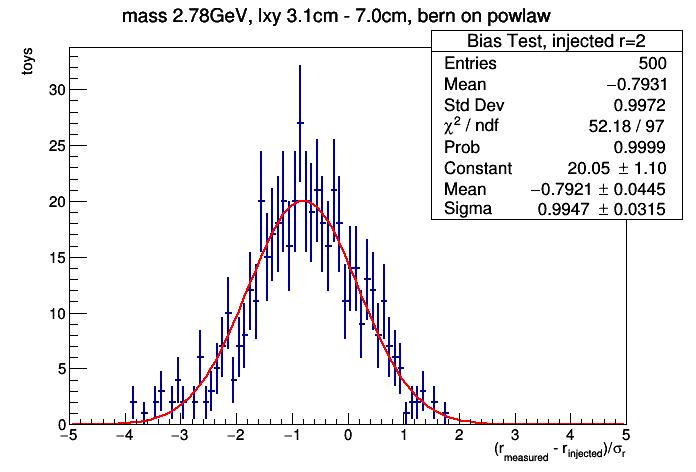 mass 2.78GeV, lxy 3.1cm - 7.0cm, bern on powlaw
Bias Test, injected r=2
Entries 500
Mean −0.7931
Std Dev 0.9972
χ² / ndf 52.18 / 97
Prob 0.9999
Constant 20.05 ± 1.10
Mean −0.7921 ± 0.0445
Sigma 0.9947 ± 0.0315
toys
30
25
20
15
10
5
0
−5 −4 −3 −2 −1 0 1 2 3 4 5
(r_measured - r_injected)/σ_r